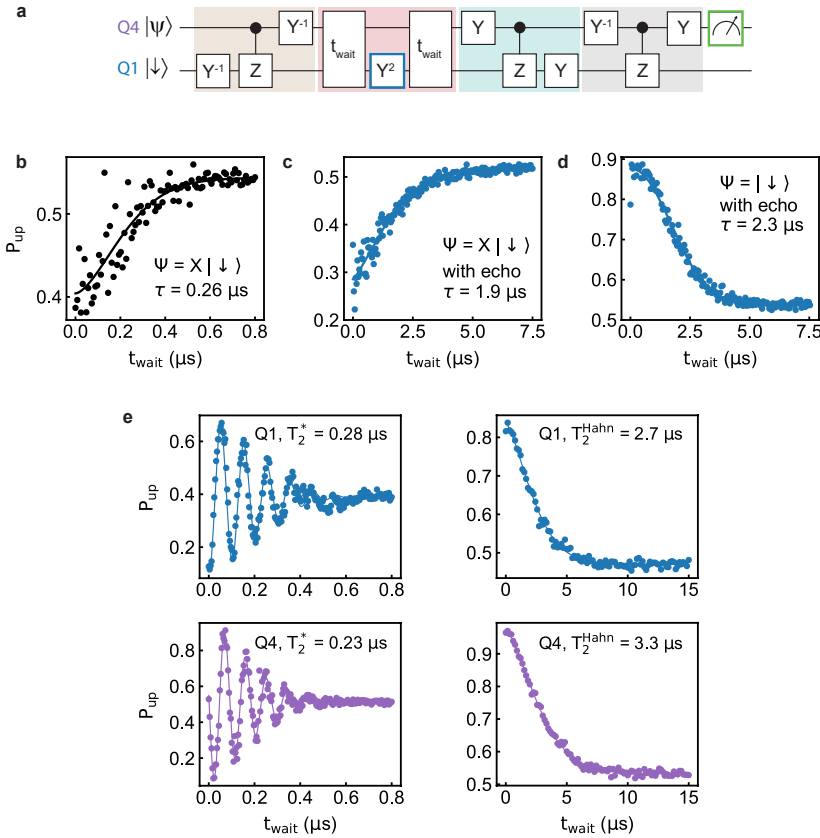 a
Q4 |ψ⟩ Y⁻¹ Y Y⁻¹ Y
t_wait t_wait
Q1 |↓⟩ Y⁻¹ Z Y² Z Y Z
b
P_up
0.5
0.4
Ψ = X | ↓ ⟩
τ = 0.26 μs
0.0 0.2 0.4 0.6 0.8
t_wait (μs)
c
0.5
0.4
0.3
0.2
Ψ = X | ↓ ⟩
with echo
τ = 1.9 μs
0.0 2.5 5.0 7.5
t_wait (μs)
d
0.9
0.8
0.7
0.6
0.5
Ψ = | ↓ ⟩
with echo
τ = 2.3 μs
0.0 2.5 5.0 7.5
t_wait (μs)
e
P_up
0.6
0.4
0.2
Q1, T₂* = 0.28 μs
0.0 0.2 0.4 0.6 0.8
0.8
0.7
0.6
0.5
Q1, T₂^Hahn = 2.7 μs
0 5 10 15
P_up
0.8
0.6
0.4
0.2
Q4, T₂* = 0.23 μs
0.0 0.2 0.4 0.6 0.8
t_wait (μs)
0.9
0.8
0.7
0.6
0.5
Q4, T₂^Hahn = 3.3 μs
0 5 10 15
t_wait (μs)